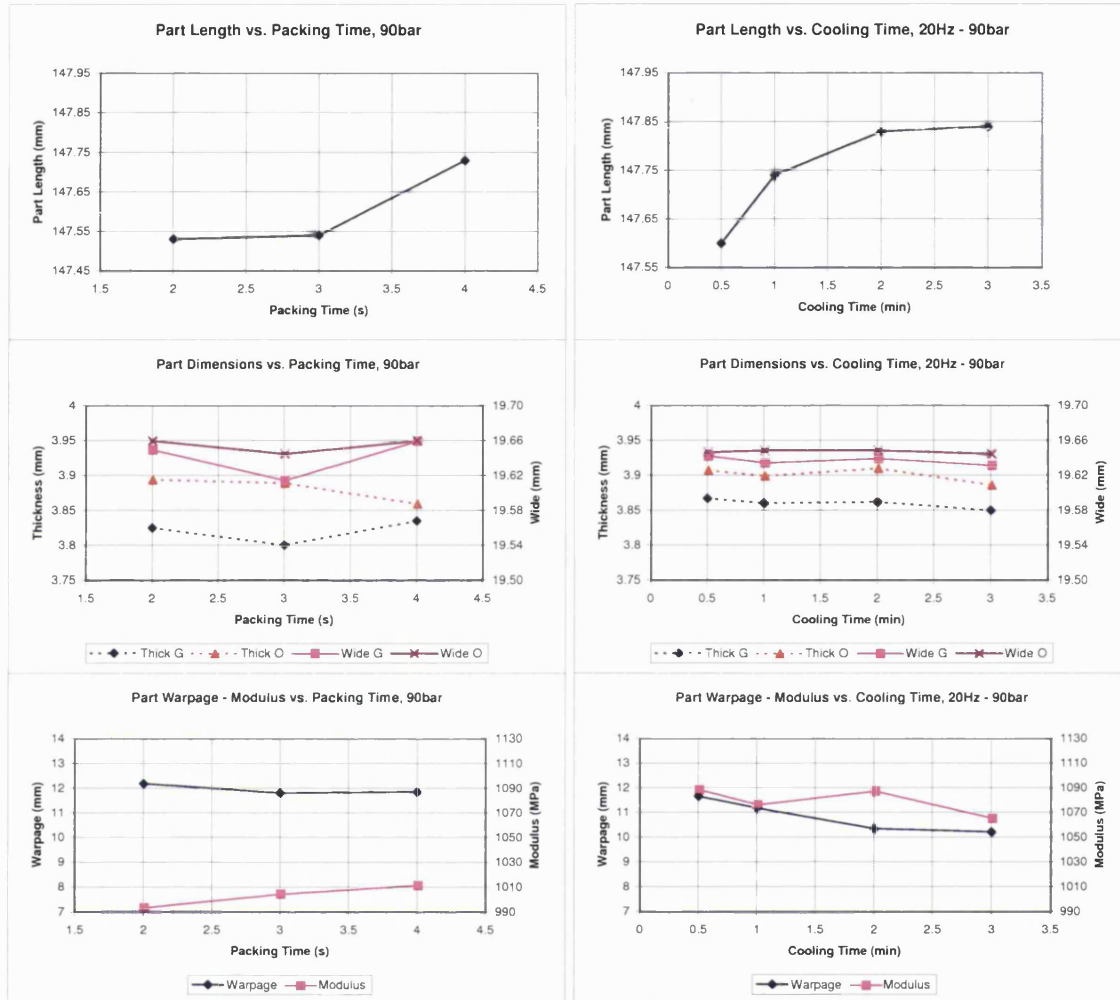 Part Length vs. Packing Time, 90bar
147.95
147.85
147.75
147.65
147.55
147.45
Part Length (mm)
1.5 2 2.5 3 3.5 4 4.5
Packing Time (s)
Part Length vs. Cooling Time, 20Hz - 90bar
147.95
147.85
147.75
147.65
147.55
Part Length (mm)
0 0.5 1 1.5 2 2.5 3 3.5
Cooling Time (min)
Part Dimensions vs. Packing Time, 90bar
4
3.95
3.9
3.85
3.8
3.75
Thickness (mm)
19.70
19.66
19.62
19.58
19.54
19.50
Wide (mm)
1.5 2 2.5 3 3.5 4 4.5
Packing Time (s)
Thick G Thick O Wide G Wide O
Part Dimensions vs. Cooling Time, 20Hz - 90bar
4
3.95
3.9
3.85
3.8
3.75
Thickness (mm)
19.70
19.66
19.62
19.58
19.54
19.50
Wide (mm)
0 0.5 1 1.5 2 2.5 3 3.5
Cooling Time (min)
Thick G Thick O Wide G Wide O
Part Warpage - Modulus vs. Packing Time, 90bar
14
13
12
11
10
9
8
7
Warpage (mm)
1130
1110
1090
1070
1050
1030
1010
990
Modulus (MPa)
1.5 2 2.5 3 3.5 4 4.5
Packing Time (s)
Warpage Modulus
Part Warpage - Modulus vs. Cooling Time, 20Hz - 90bar
14
13
12
11
10
9
8
7
Warpage (mm)
1130
1110
1090
1070
1050
1030
1010
990
Modulus (MPa)
0 0.5 1 1.5 2 2.5 3 3.5
Cooling Time (min)
Warpage Modulus